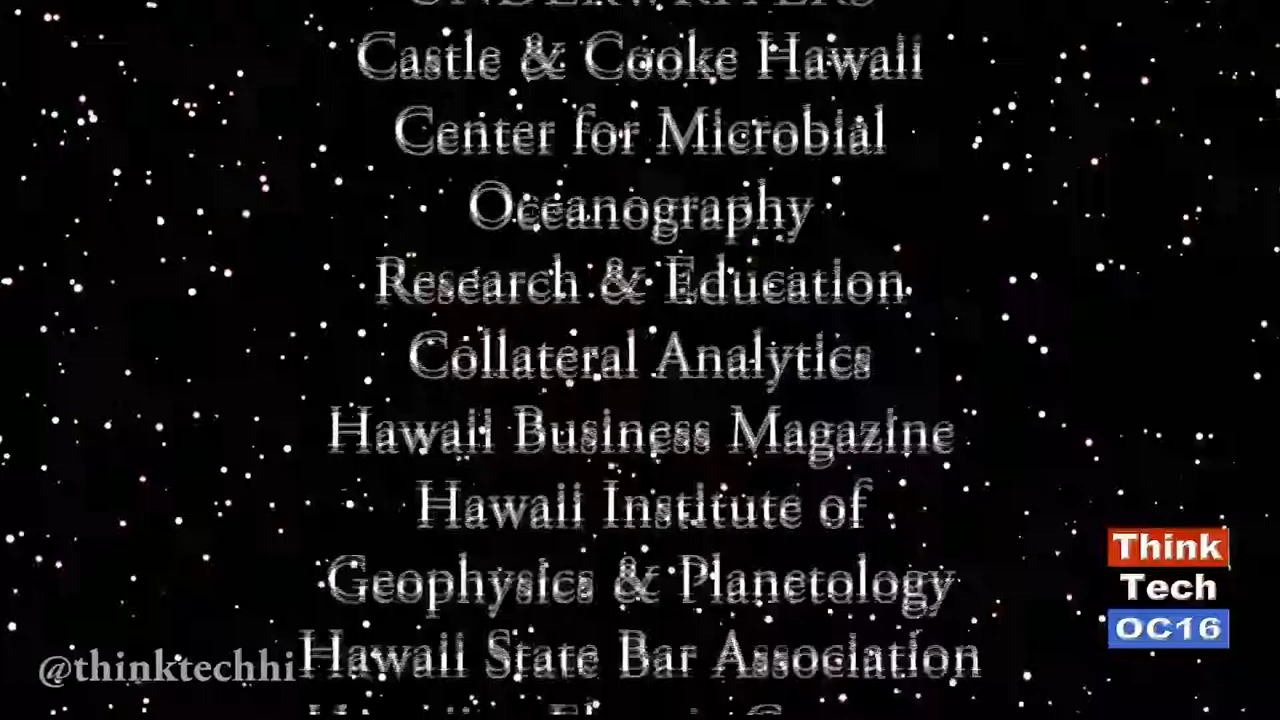 UNDERWRITERS
Castle & Cooke Hawaii
Center for Microbial
Oceanography
Research & Education
Collateral Analytics
Hawaii Business Magazine
Hawaii Institute of
Geophysics & Planetology
Hawaii State Bar Association
Think
Tech
OC16
@thinktechhi